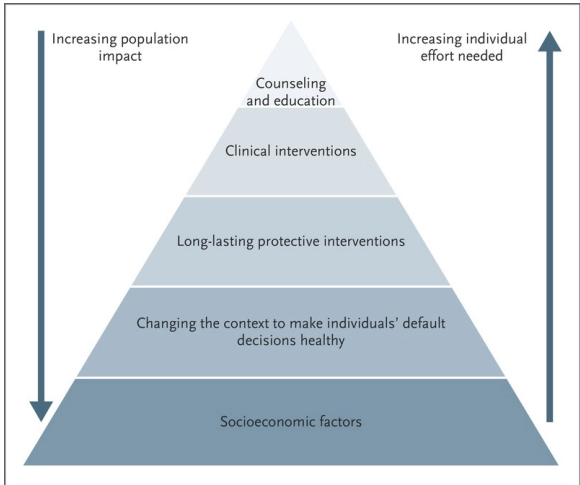 Increasing population
impact
Increasing individual
effort needed
Counseling
and education
Clinical interventions
Long-lasting protective interventions
Changing the context to make individuals’ default
decisions healthy
Socioeconomic factors